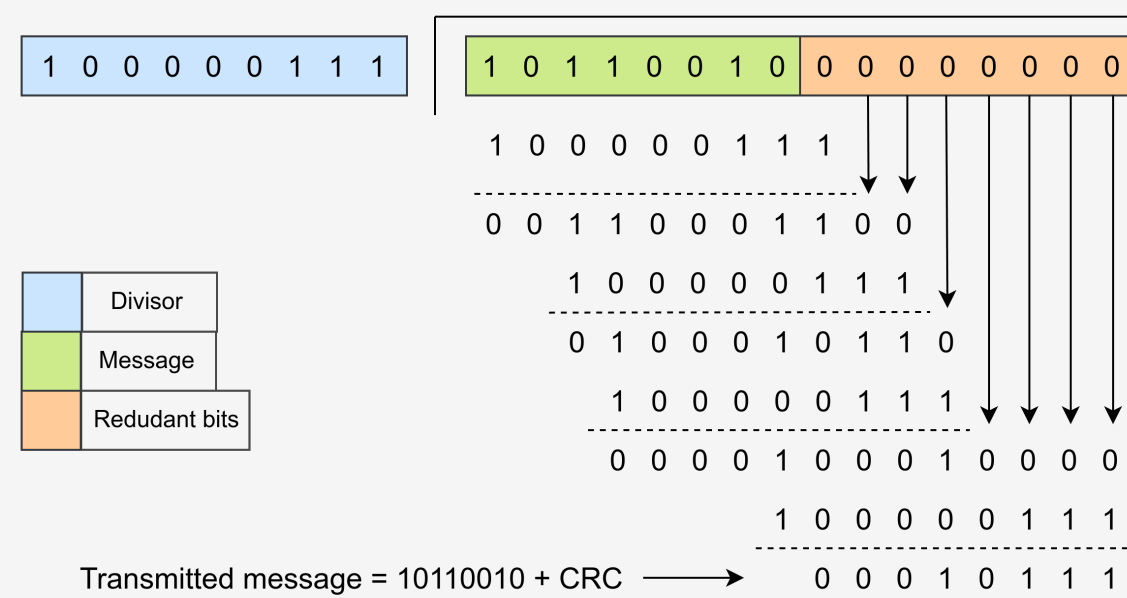 1 0 0 0 0 0 1 1 1
1 0 1 1 0 0 1 0 0 0 0 0 0 0 0 0
1 0 0 0 0 0 1 1 1
0 0 1 1 0 0 0 1 1 0 0
1 0 0 0 0 0 1 1 1
0 1 0 0 0 1 0 1 1 0
1 0 0 0 0 0 1 1 1
0 0 0 0 1 0 0 0 1 0 0 0 0
1 0 0 0 0 0 1 1 1
0 0 0 1 0 1 1 1
Divisor
Message
Redudant bits
Transmitted message = 10110010 + CRC